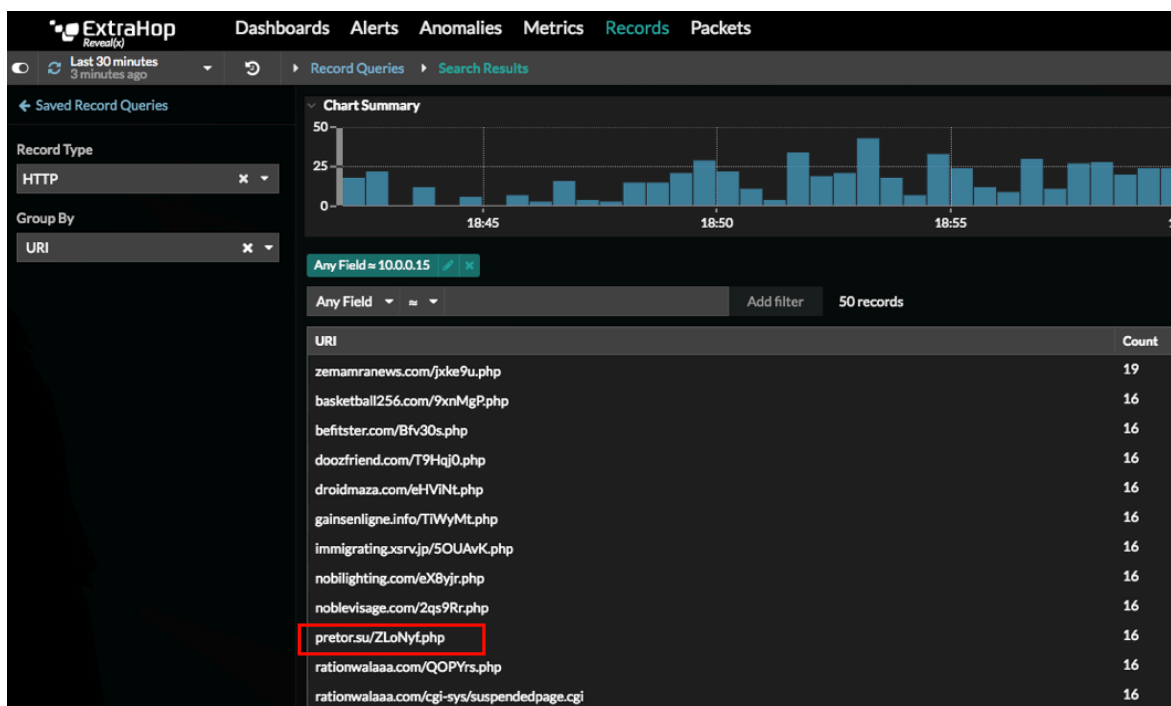 ExtraHop
Reveal(x)
Dashboards Alerts Anomalies Metrics Records Packets
Last 30 minutes
3 minutes ago
Record Queries Search Results
Saved Record Queries
Record Type
HTTP
Group By
URI
Chart Summary
50
25
0
18:45 18:50 18:55
Any Field ≈ 10.0.0.15
Any Field ≈ Add filter 50 records
URI Count
zemamranews.com/jxke9u.php 19
basketball256.com/9xnMgP.php 16
befitster.com/Bfv30s.php 16
doozfriend.com/T9Hqj0.php 16
droidmaza.com/eHViNt.php 16
gainsenligne.info/TiWyMt.php 16
immigrating.xsrv.jp/5OUAvK.php 16
nobilighting.com/eX8yjr.php 16
noblevisage.com/2qs9Rr.php 16
pretor.su/ZLoNyf.php 16
rationwalaaa.com/QOPYrs.php 16
rationwalaaa.com/cgi-sys/suspendedpage.cgi 16